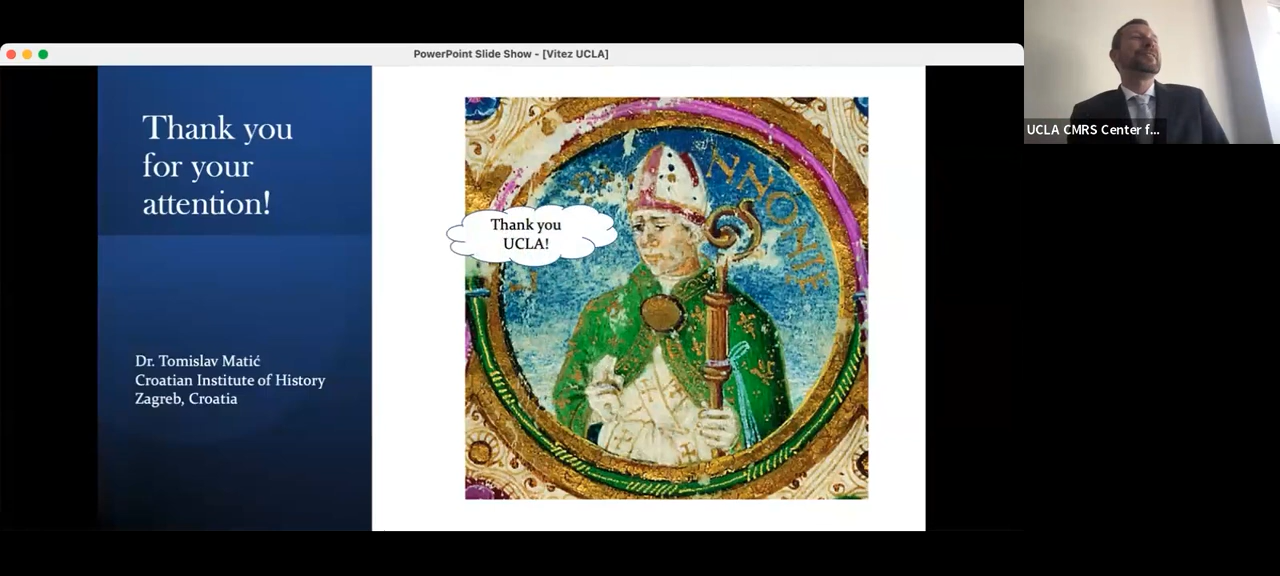 PowerPoint Slide Show - [Vitez UCLA]
Thank you
for your
attention!
Dr. Tomislav Matić
Croatian Institute of History
Zagreb, Croatia
Thank you
UCLA!
NNONIE
UCLA CMRS Center f...